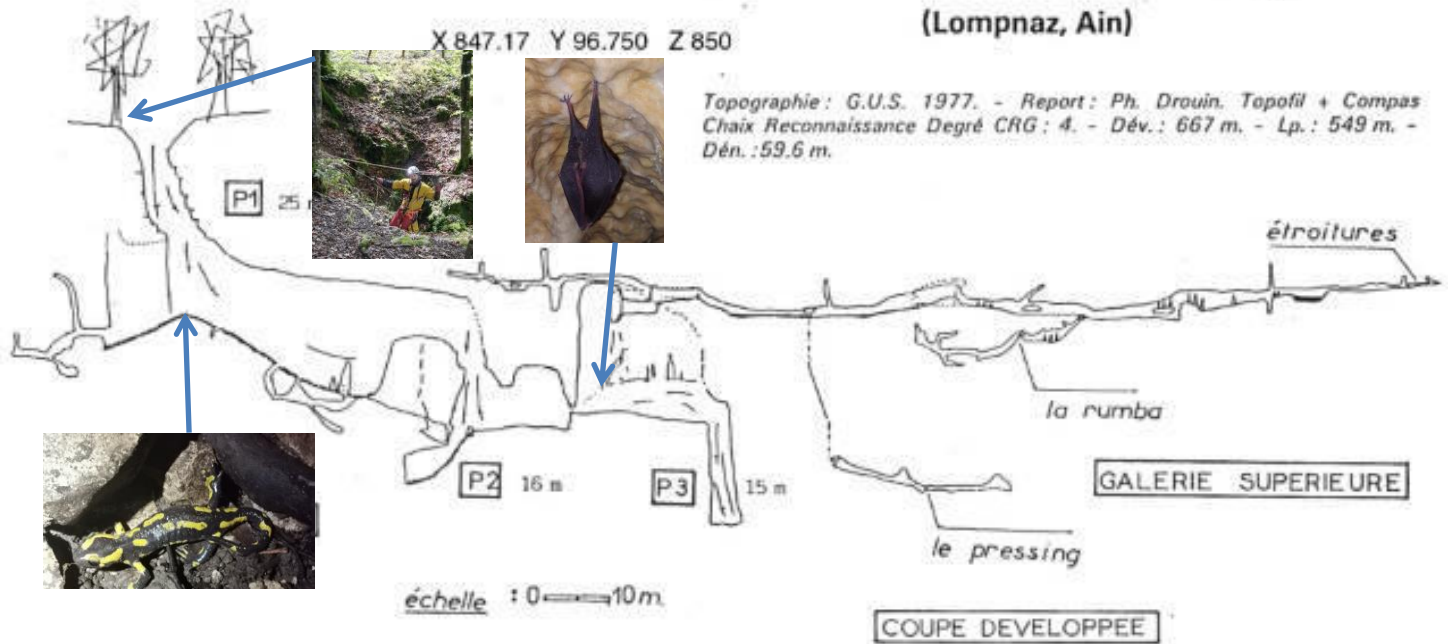 (Lompnaz, Ain)
X 847.17 Y 96.750 Z 850
Topographie : G.U.S. 1977. - Report : Ph. Drouin. Topofil + Compas
Chaix Reconnaissance Degré CRG : 4. - Dév. : 667 m. - Lp. : 549 m. -
Dén. : 59.6 m.
P1 25
étroitures
la rumba
P2 16 m
P3 15 m
GALERIE SUPERIEURE
le pressing
échelle : 0 10 m.
COUPE DEVELOPPEE